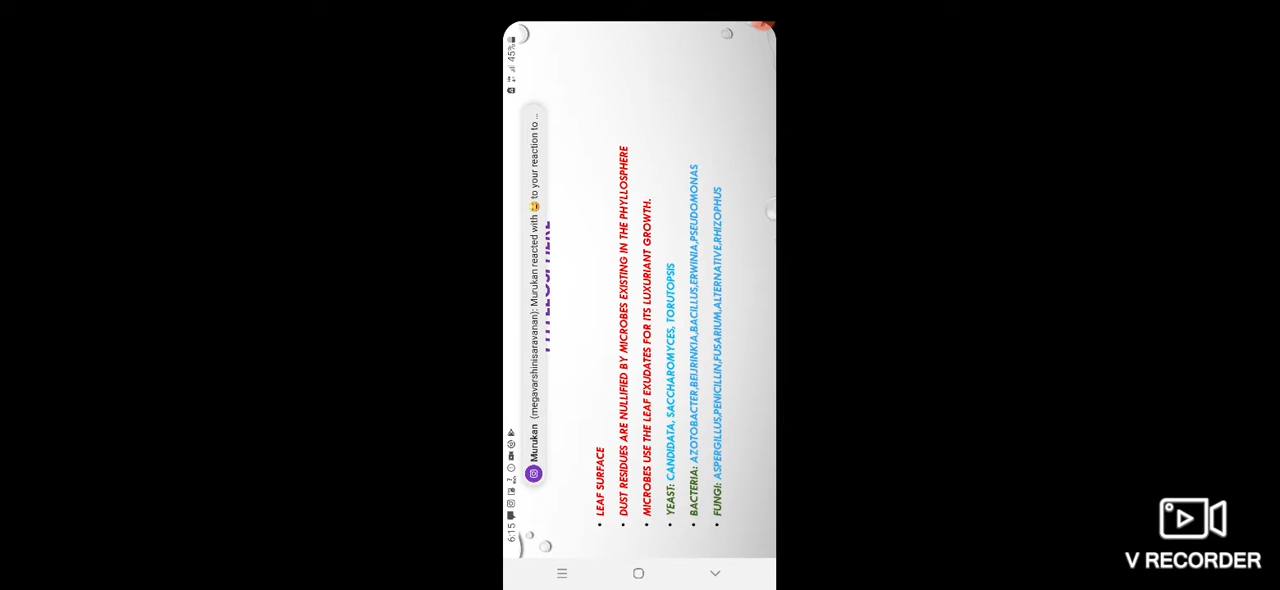 6:15
45%
Murukan (megavarshinisaravanan): Murukan reacted with 😍 to your reaction to ...
PHYLLOSPHERE
• LEAF SURFACE
• DUST RESIDUES ARE NULLIFIED BY MICROBES EXISTING IN THE PHYLLOSPHERE
• MICROBES USE THE LEAF EXUDATES FOR ITS LUXURIANT GROWTH.
• YEAST: CANDIDATA, SACCHAROMYCES, TORUTOPSIS
• BACTERIA: AZOTOBACTER,BEIJRINKIA,BACILLUS,ERWINIA,PSEUDOMONAS
• FUNGI: ASPERGILLUS,PENICILLIN,FUSARIUM,ALTERNATIVE,RHIZOPHUS
V RECORDER